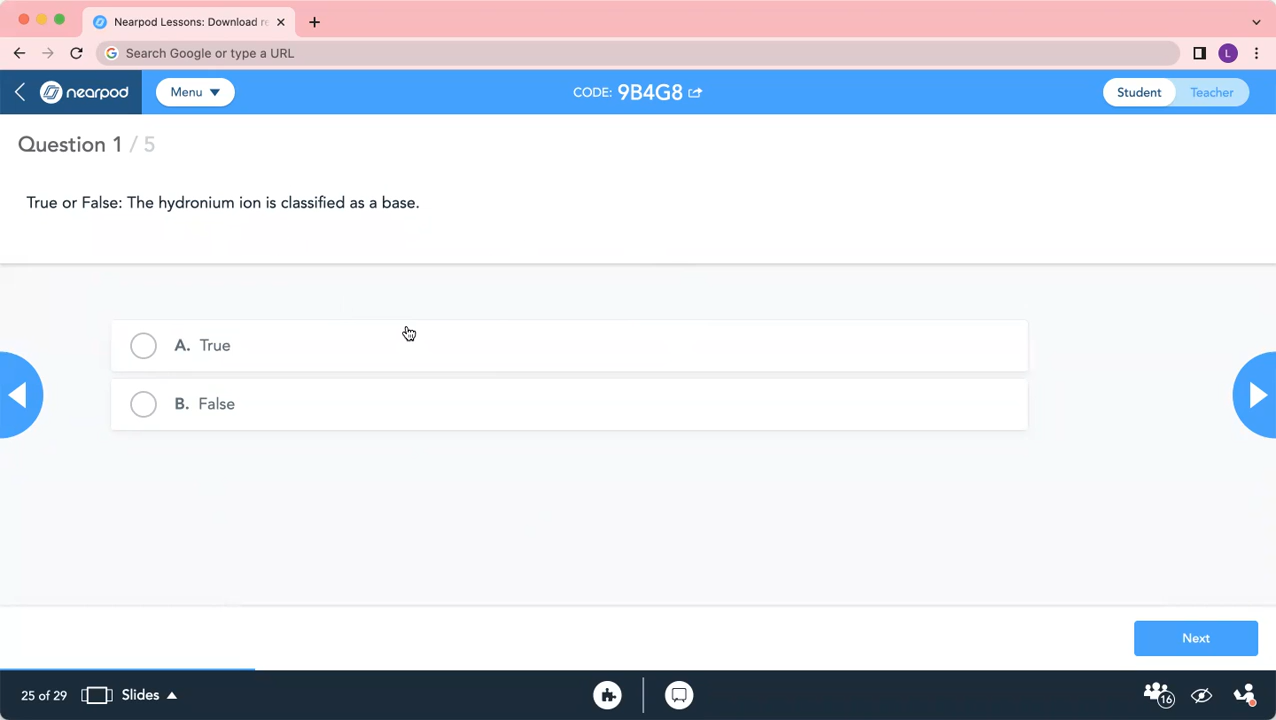 Nearpod Lessons: Download re
Search Google or type a URL
L
nearpod
Menu
CODE: 9B4G8
Student
Teacher
Question 1 / 5
True or False: The hydronium ion is classified as a base.
A. True
B. False
Next
25 of 29
Slides
16